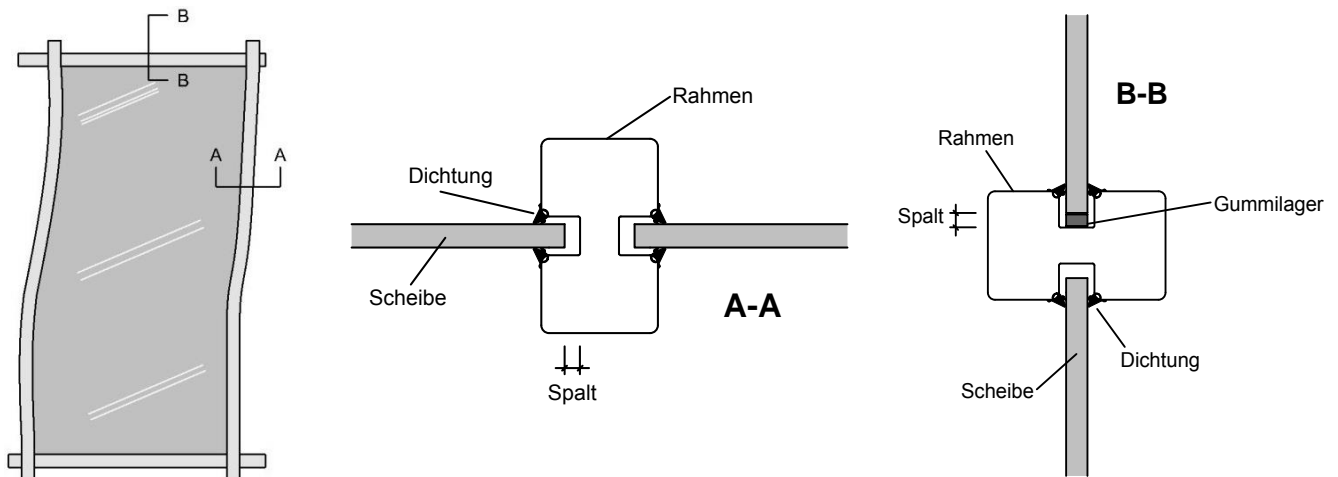 B
B
A A
Rahmen
Dichtung
Scheibe
A-A
Spalt
B-B
Rahmen
Spalt
Gummilager
Dichtung
Scheibe